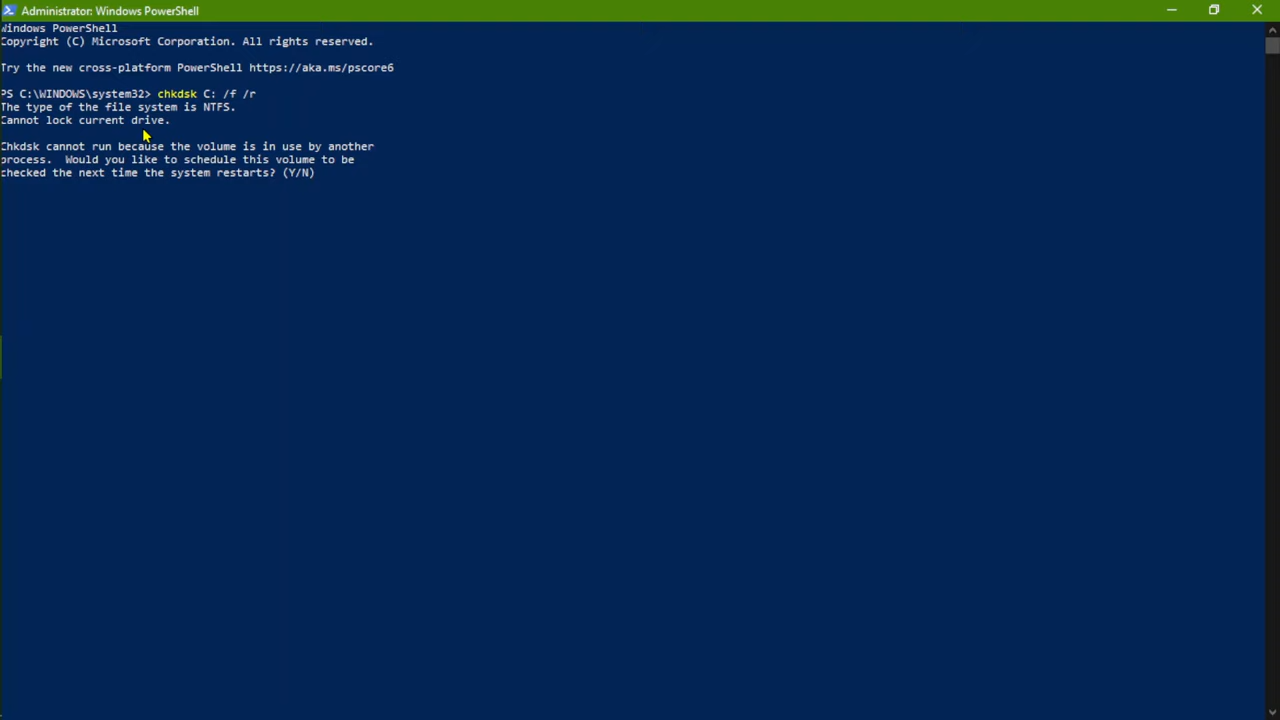 Administrator: Windows PowerShell
Windows PowerShell
Copyright (C) Microsoft Corporation. All rights reserved.
Try the new cross-platform PowerShell https://aka.ms/pscore6
PS C:\WINDOWS\system32> chkdsk C: /f /r
The type of the file system is NTFS.
Cannot lock current drive.
Chkdsk cannot run because the volume is in use by another
process.  Would you like to schedule this volume to be
checked the next time the system restarts? (Y/N)